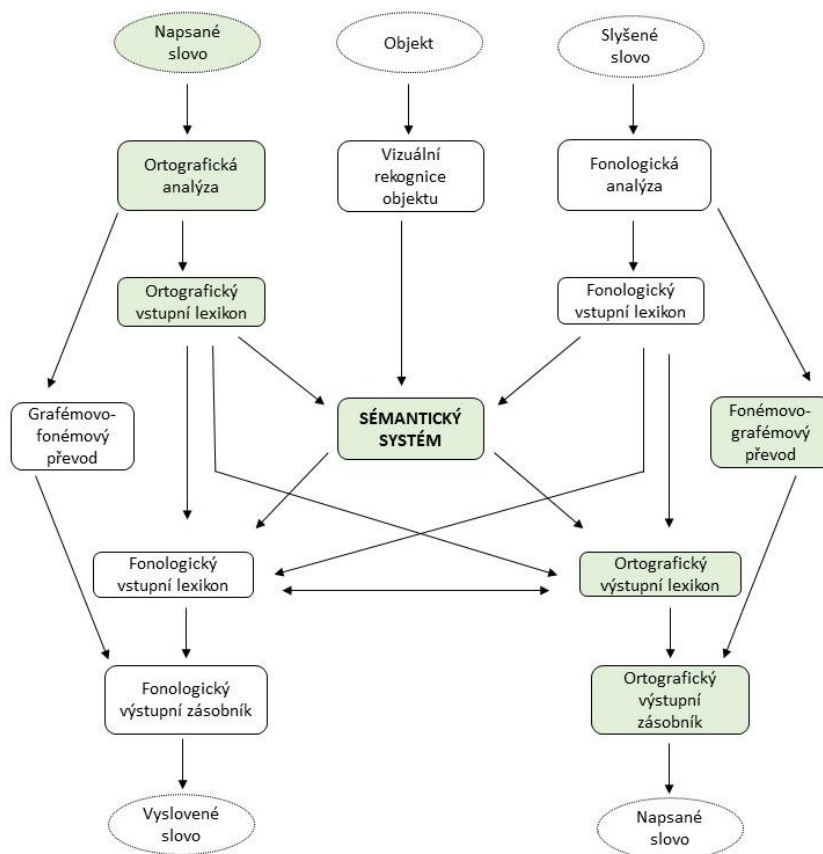 Napsané
slovo
Objekt
Slyšené
slovo
Ortografická
analýza
Vizuální
rekognice
objektu
Fonologická
analýza
Ortografický
vstupní lexikon
Fonologický
vstupní lexikon
Grafémovo-
fonémový
převod
SÉMANTICKÝ
SYSTÉM
Fonémovo-
grafémový
převod
Fonologický
vstupní lexikon
Ortografický
výstupní lexikon
Fonologický
výstupní zásobník
Ortografický
výstupní
zásobník
Vyslovené
slovo
Napsané
slovo